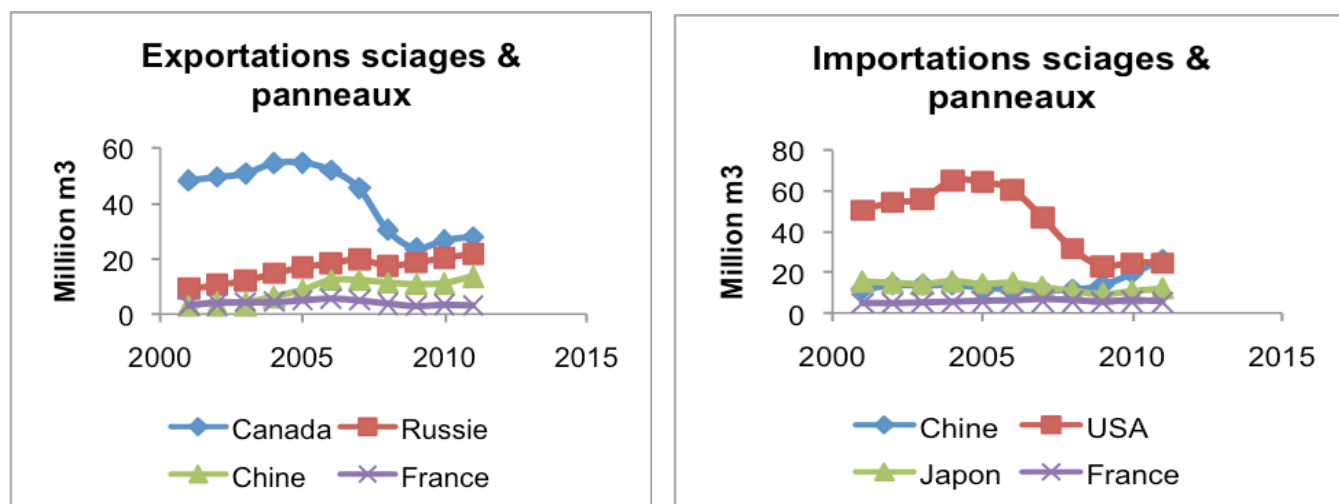 Exportations sciages &
panneaux
Milliion m3
60
40
20
0
2000
2005
2010
2015
Canada
Russie
Chine
France
Importations sciages &
panneaux
Million m3
80
60
40
20
0
2000
2005
2010
2015
Chine
USA
Japon
France